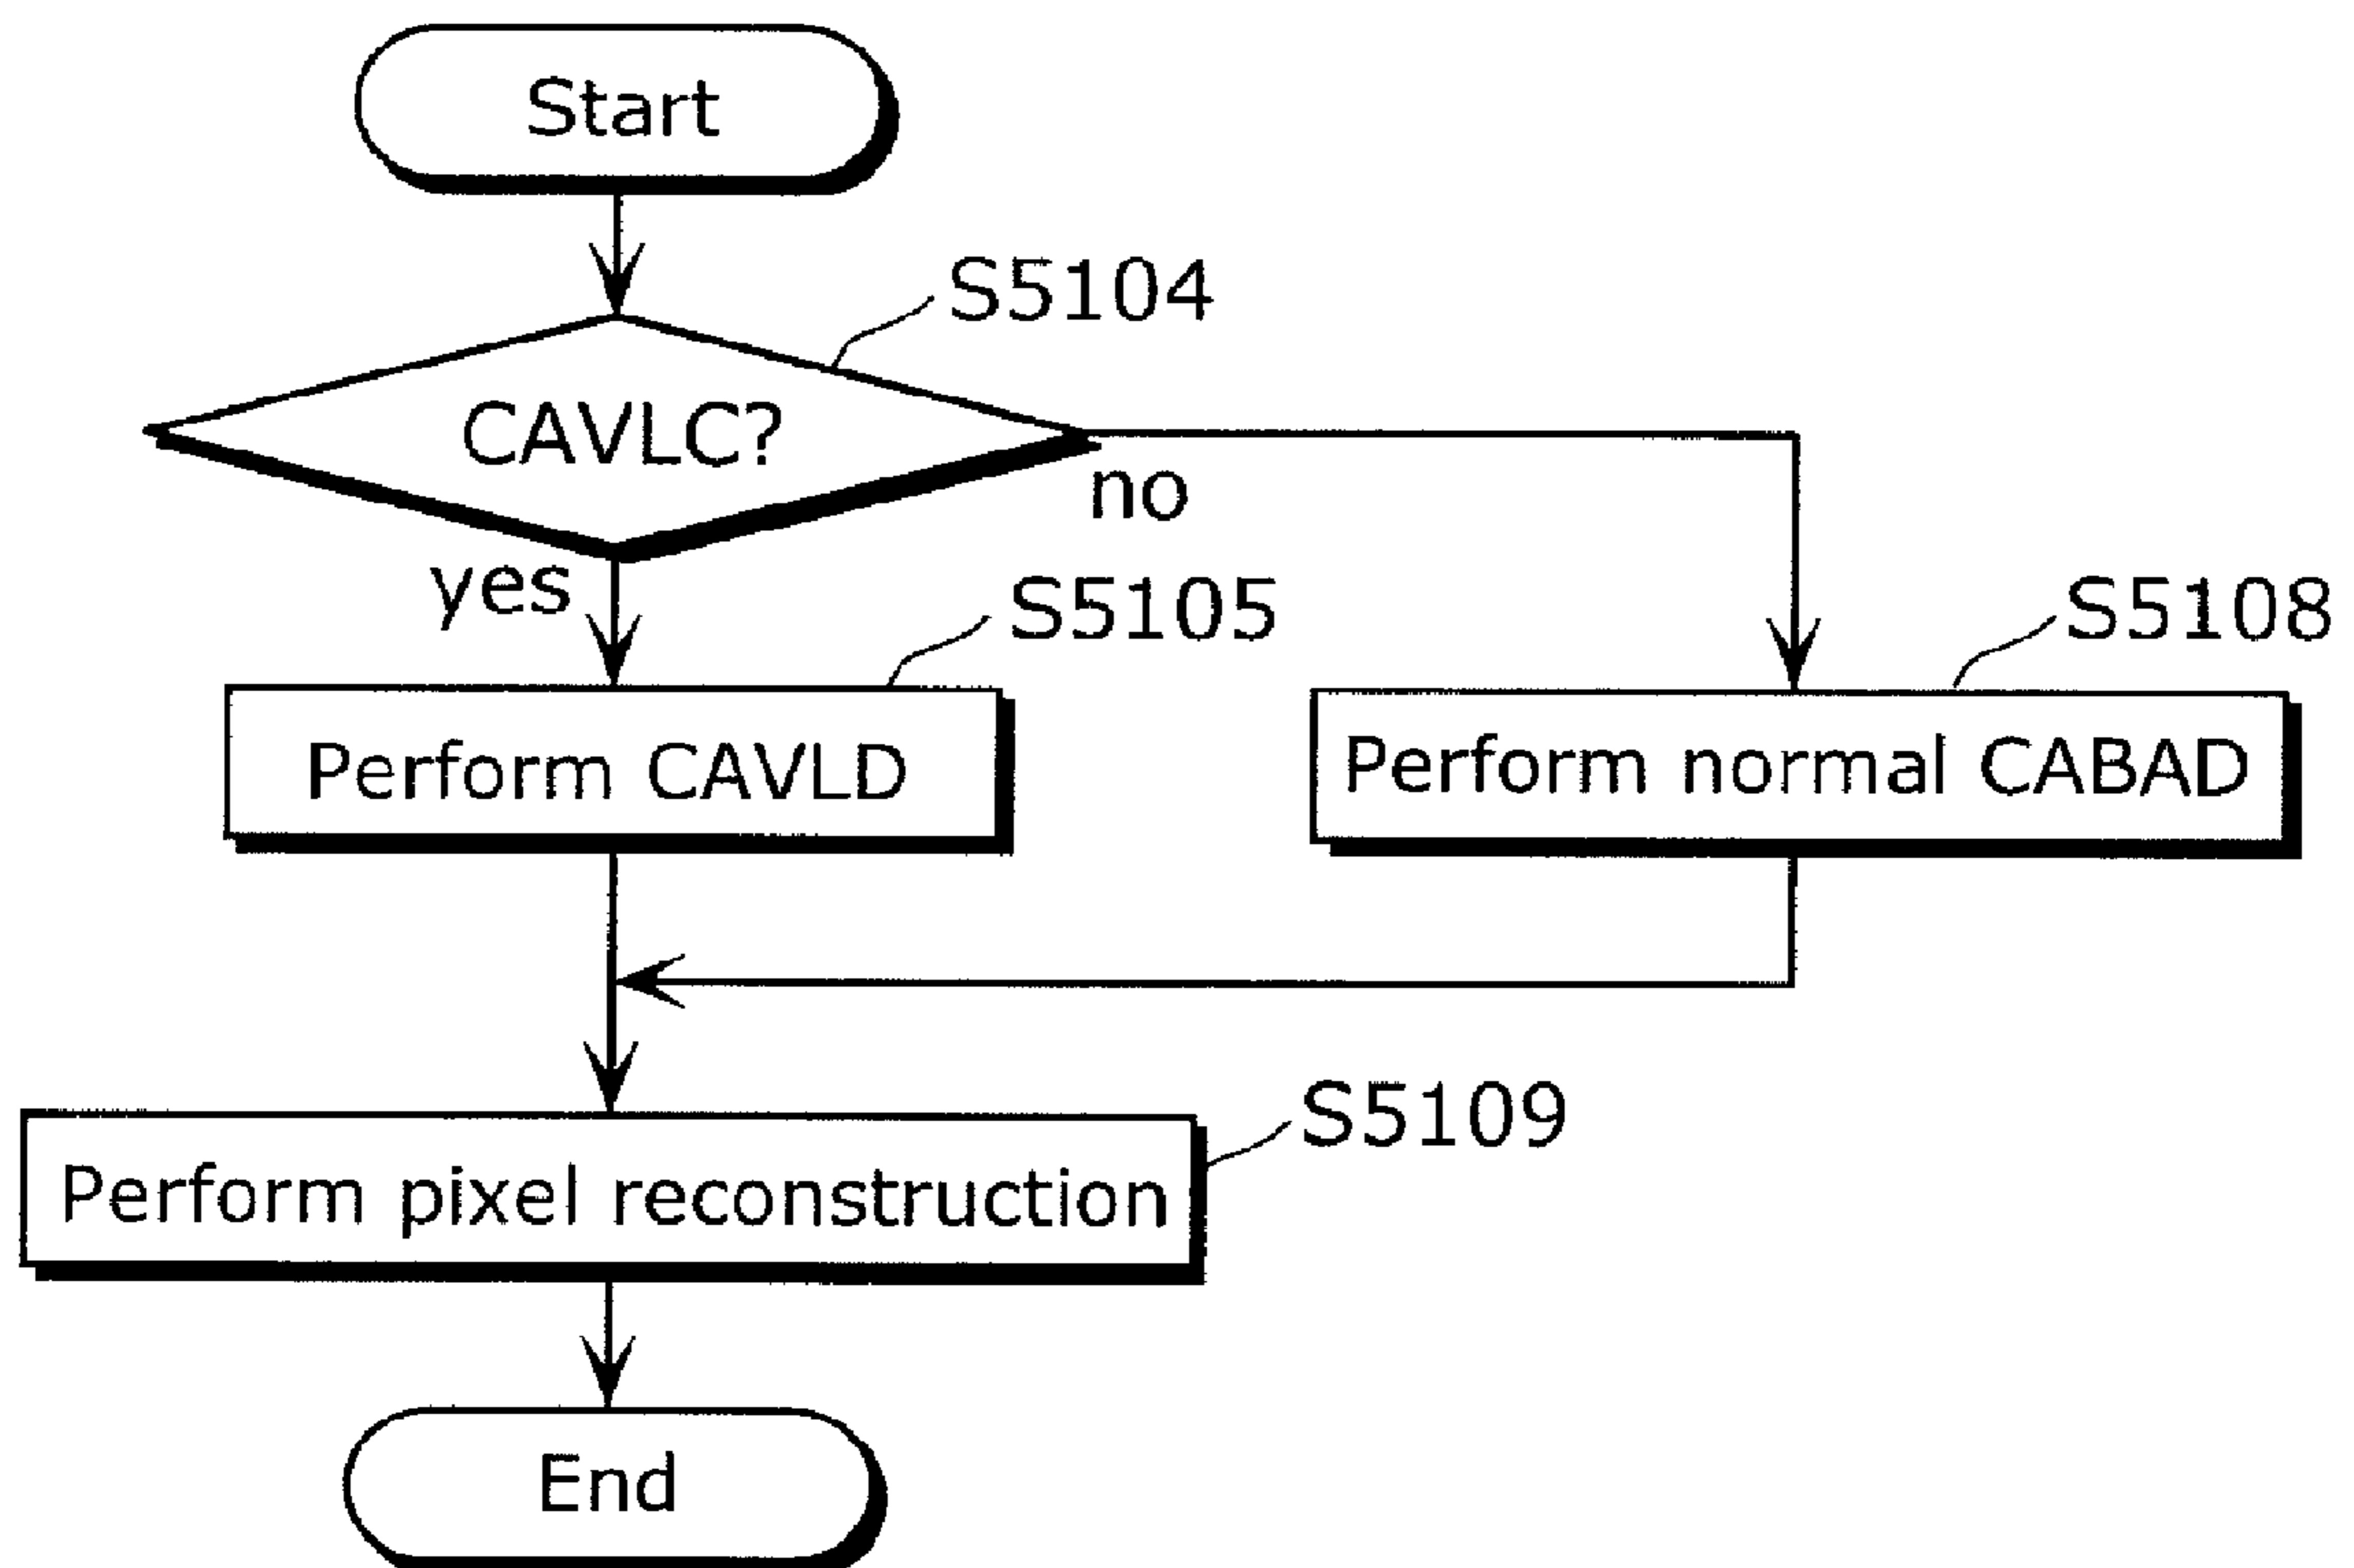 Start
S5104
CAVLC?
no
yes
S5105
S5108
Perform CAVLD
Perform normal CABAD
S5109
Perform pixel reconstruction
End